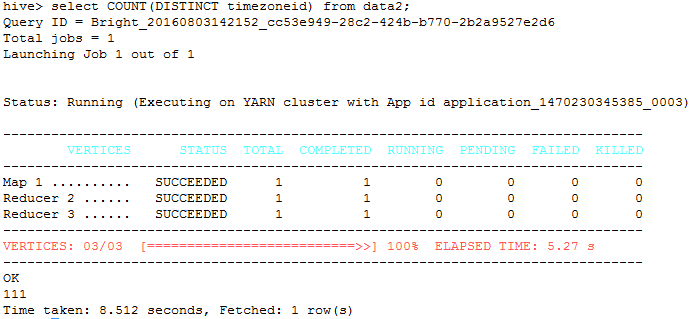 hive> select COUNT(DISTINCT timezoneid) from data2;
Query ID = Bright_20160803142152_cc53e949-28c2-424b-b770-2b2a9527e2d6
Total jobs = 1
Launching Job 1 out of 1
Status: Running (Executing on YARN cluster with App id application_1470230345385_0003)
--------------------------------------------------------------------------------
VERTICES STATUS TOTAL COMPLETED RUNNING PENDING FAILED KILLED
--------------------------------------------------------------------------------
Map 1 .......... SUCCEEDED 1 1 0 0 0 0
Reducer 2 ...... SUCCEEDED 1 1 0 0 0 0
Reducer 3 ...... SUCCEEDED 1 1 0 0 0 0
--------------------------------------------------------------------------------
VERTICES: 03/03 [==========================>>] 100% ELAPSED TIME: 5.27 s
--------------------------------------------------------------------------------
OK
111
Time taken: 8.512 seconds, Fetched: 1 row(s)